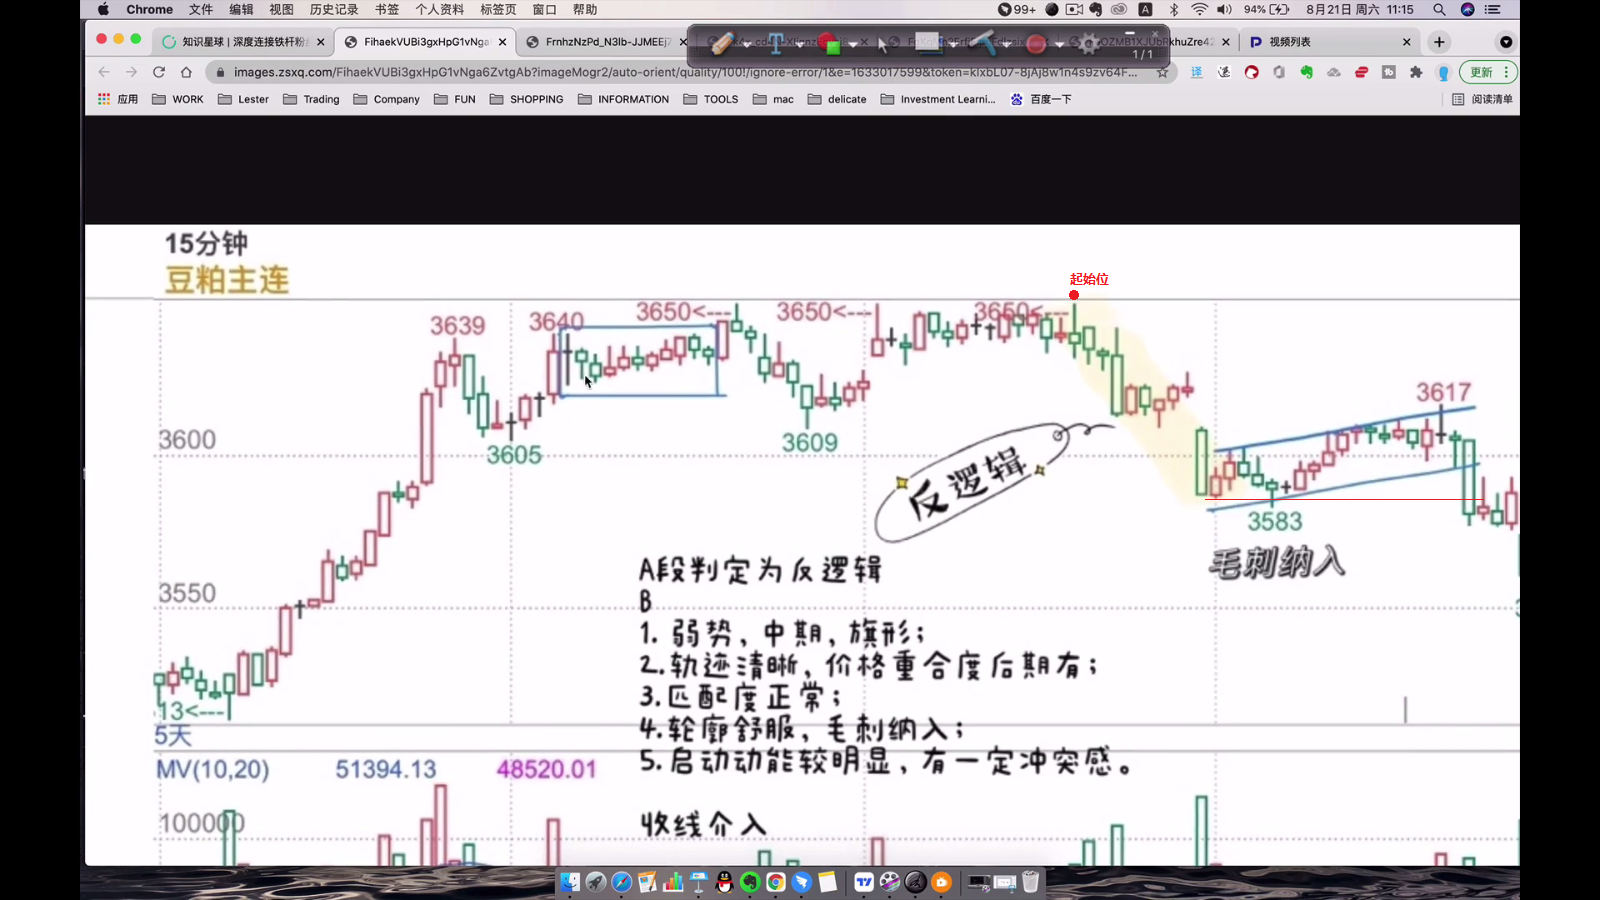 Chrome 文件 编辑 视图 历史记录 书签 个人资料 标签页 窗口 帮助 99+ A 94% 8月21日 周六 11:15
知识星球 | 深度连接铁杆粉 FihaekVUBi3gxHpG1vNga FrnhzNzPd_N3Ib-JJMEEj7 视频列表
1/1
images.zsxq.com/FihaekVUBi3gxHpG1vNga6ZvtgAb?imageMogr2/auto-orient/quality/100!/ignore-error/1&e=1633017599&token=kIxbL07-8jAj8w1n4s9zv64F... 更新
应用 WORK Lester Trading Company FUN SHOPPING INFORMATION TOOLS mac delicate Investment Learni... 百度一下 阅读清单
15分钟
豆粕主连
起始位
3639 3640 3650<--- 3650<--- 3650<---
3617
3600 3605 3609
反逻辑
3583
毛刺纳入
A段判定为反逻辑
3550 B
1. 弱势, 中期, 旗形;
2.轨迹清晰, 价格重合度后期有;
3.匹配度正常;
13<---
4.轮廓舒服, 毛刺纳入;
5天
5.启动动能较明显, 有一定冲突感。
MV(10,20) 51394.13 48520.01
100000 收线介入